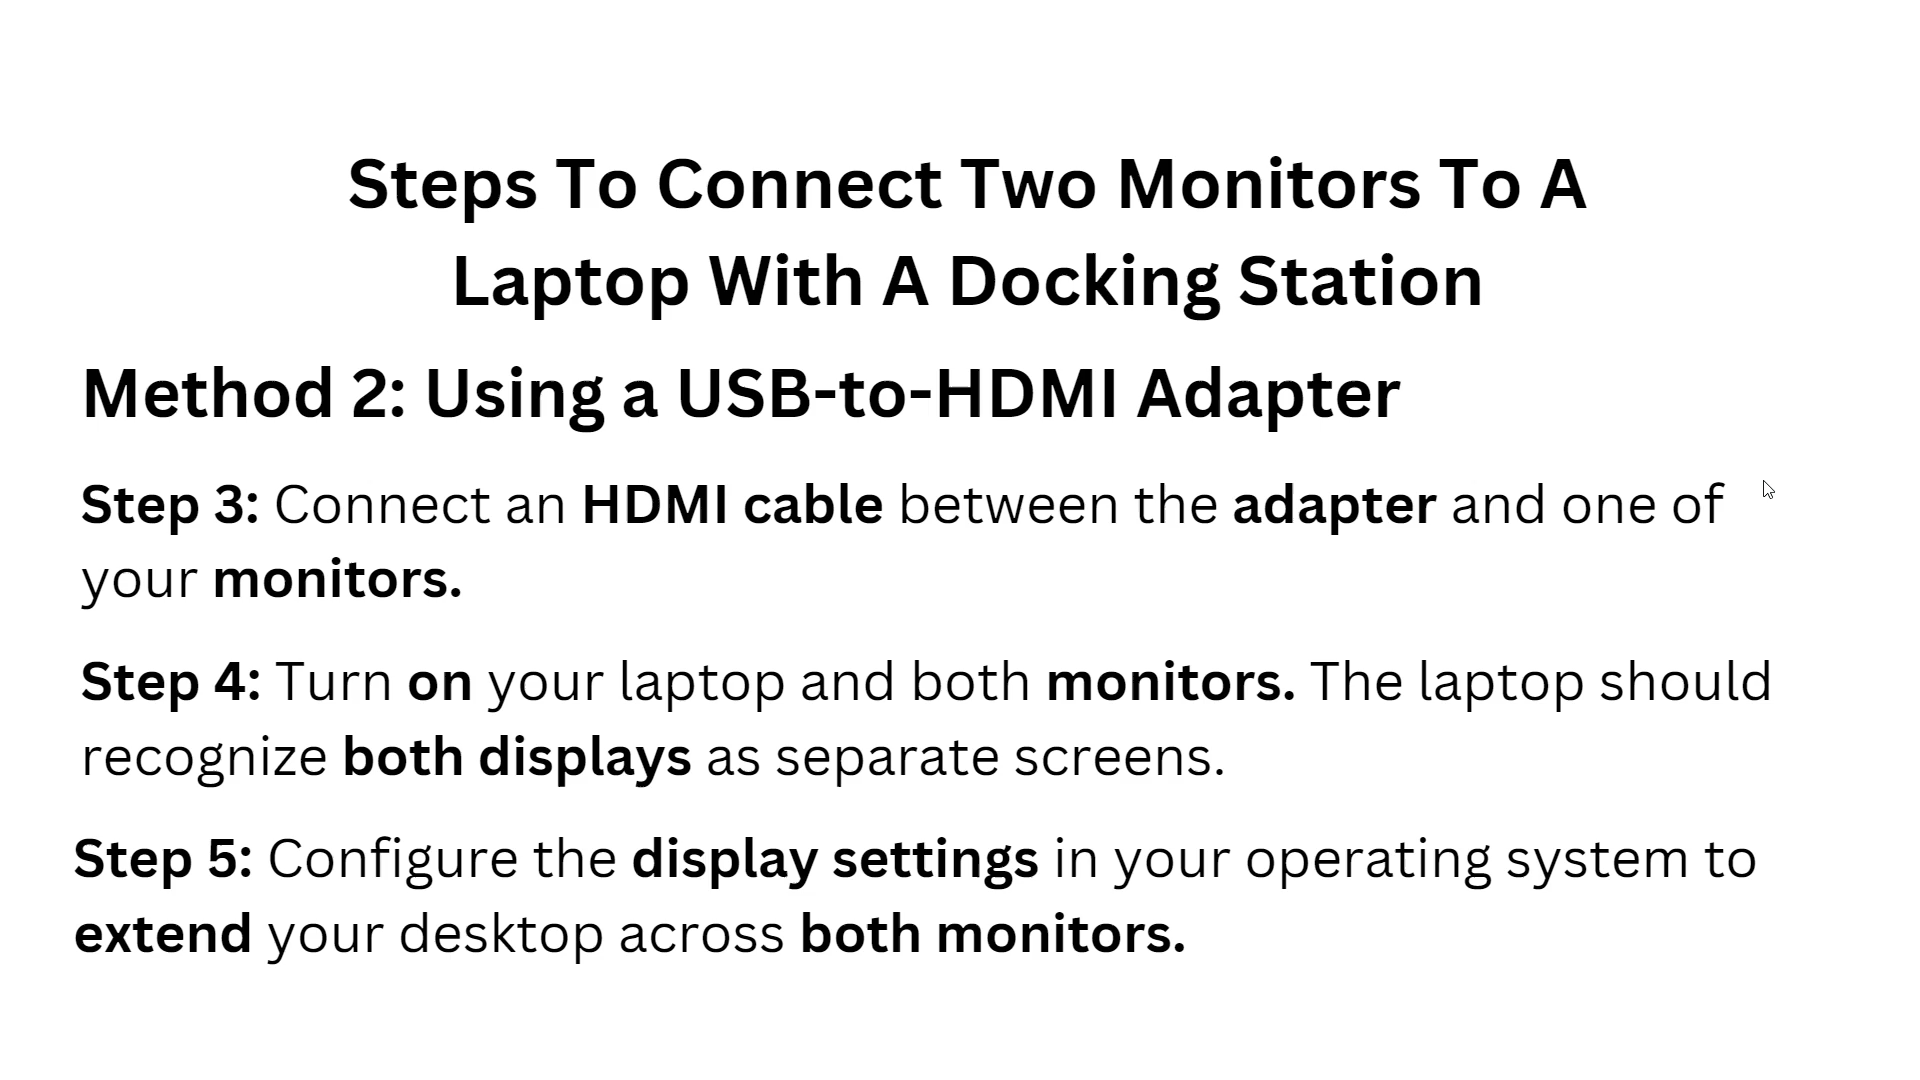 Steps To Connect Two Monitors To A
Laptop With A Docking Station
Method 2: Using a USB-to-HDMI Adapter
Step 3: Connect an HDMI cable between the adapter and one of
your monitors.
Step 4: Turn on your laptop and both monitors. The laptop should
recognize both displays as separate screens.
Step 5: Configure the display settings in your operating system to
extend your desktop across both monitors.